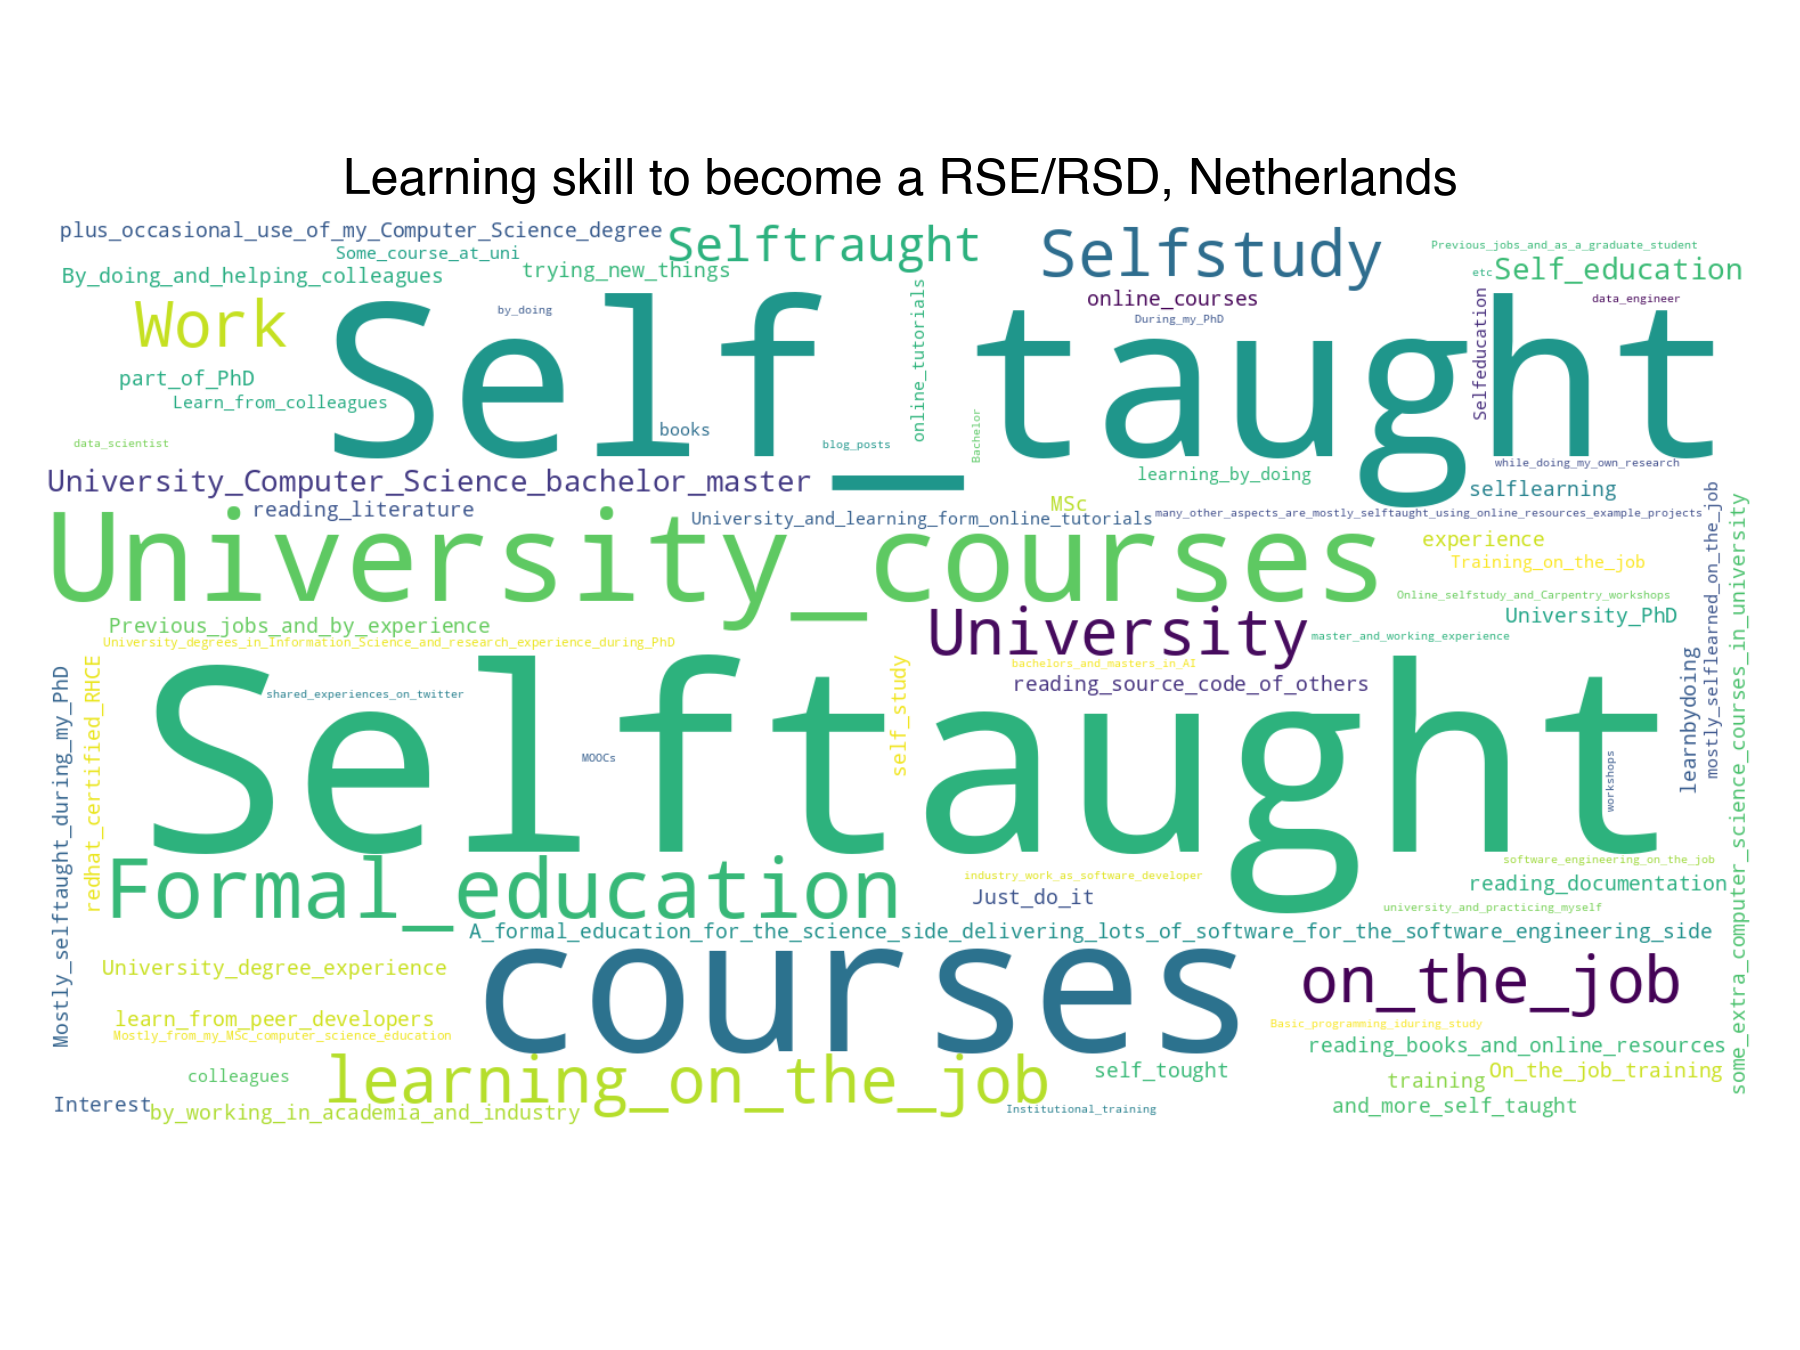 Learning skill to become a RSE/RSD, Netherlands
plus_occasional_use_of_my_Computer_Science_degree
Selftraught
Selfstudy
Previous_jobs_and_as_a_graduate_student
Some_course_at_uni
By_doing_and_helping_colleagues
trying_new_things
etc
Self_education
Work
by_doing
Self_taught
online_tutorials
online_courses
During_my_PhD
Selfeducation
data_engineer
part_of_PhD
Learn_from_colleagues
data_scientist
books
blog_posts
Bachelor
University_Computer_Science_bachelor_master
learning_by_doing
while_doing_my_own_research
selflearning
reading_literature
MSc
University_and_learning_form_online_tutorials
many_other_aspects_are_mostly_selftaught_using_online_resources_example_projects
University_courses
experience
Training_on_the_job
mostly_selflearned_on_the_job
some_extra_computer_science_courses_in_university
Online_selfstudy_and_Carpentry_workshops
University_PhD
Previous_jobs_and_by_experience
University
master_and_working_experience
University_degrees_in_Information_Science_and_research_experience_during_PhD
bachelors_and_masters_in_AI
reading_source_code_of_others
learnbydoing
Mostly_selftaught_during_my_PhD
redhat_certified_RHCE
shared_experiences_on_twitter
Selftaught
self_study
MOOCs
workshops
Formal_education
software_engineering_on_the_job
industry_work_as_software_developer
Just_do_it
reading_documentation
university_and_practicing_myself
A_formal_education_for_the_science_side_delivering_lots_of_software_for_the_software_engineering_side
University_degree_experience
courses
on_the_job
learn_from_peer_developers
Mostly_from_my_MSc_computer_science_education
Basic_programming_iduring_study
reading_books_and_online_resources
colleagues
learning_on_the_job
self_tought
training
On_the_job_training
Interest
by_working_in_academia_and_industry
Institutional_training
and_more_self_taught